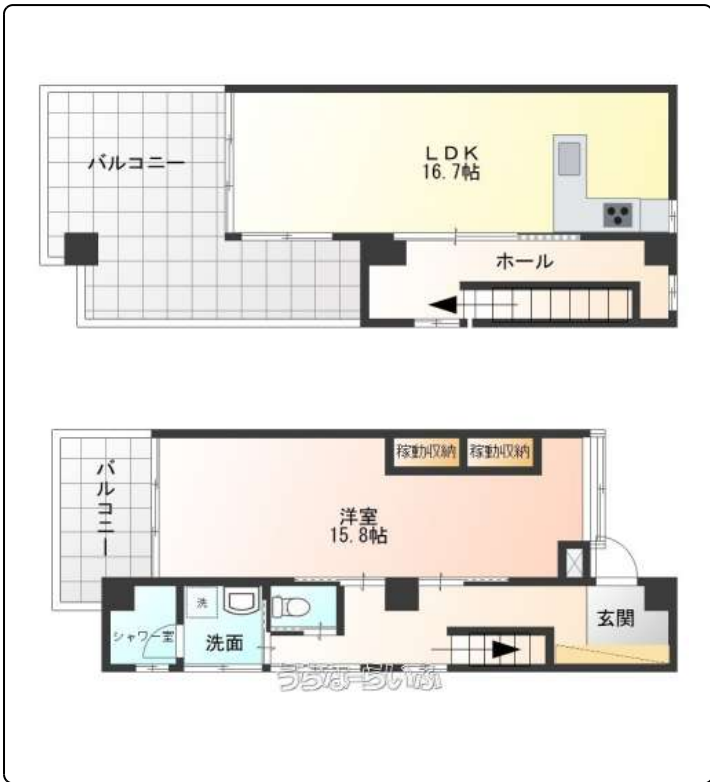 バルコニー
LDK
16.7帖
ホール
稼動収納
稼動収納
バルコニー
洋室
15.8帖
洗
シャワー室
洗面
玄関
うちなーらいふ